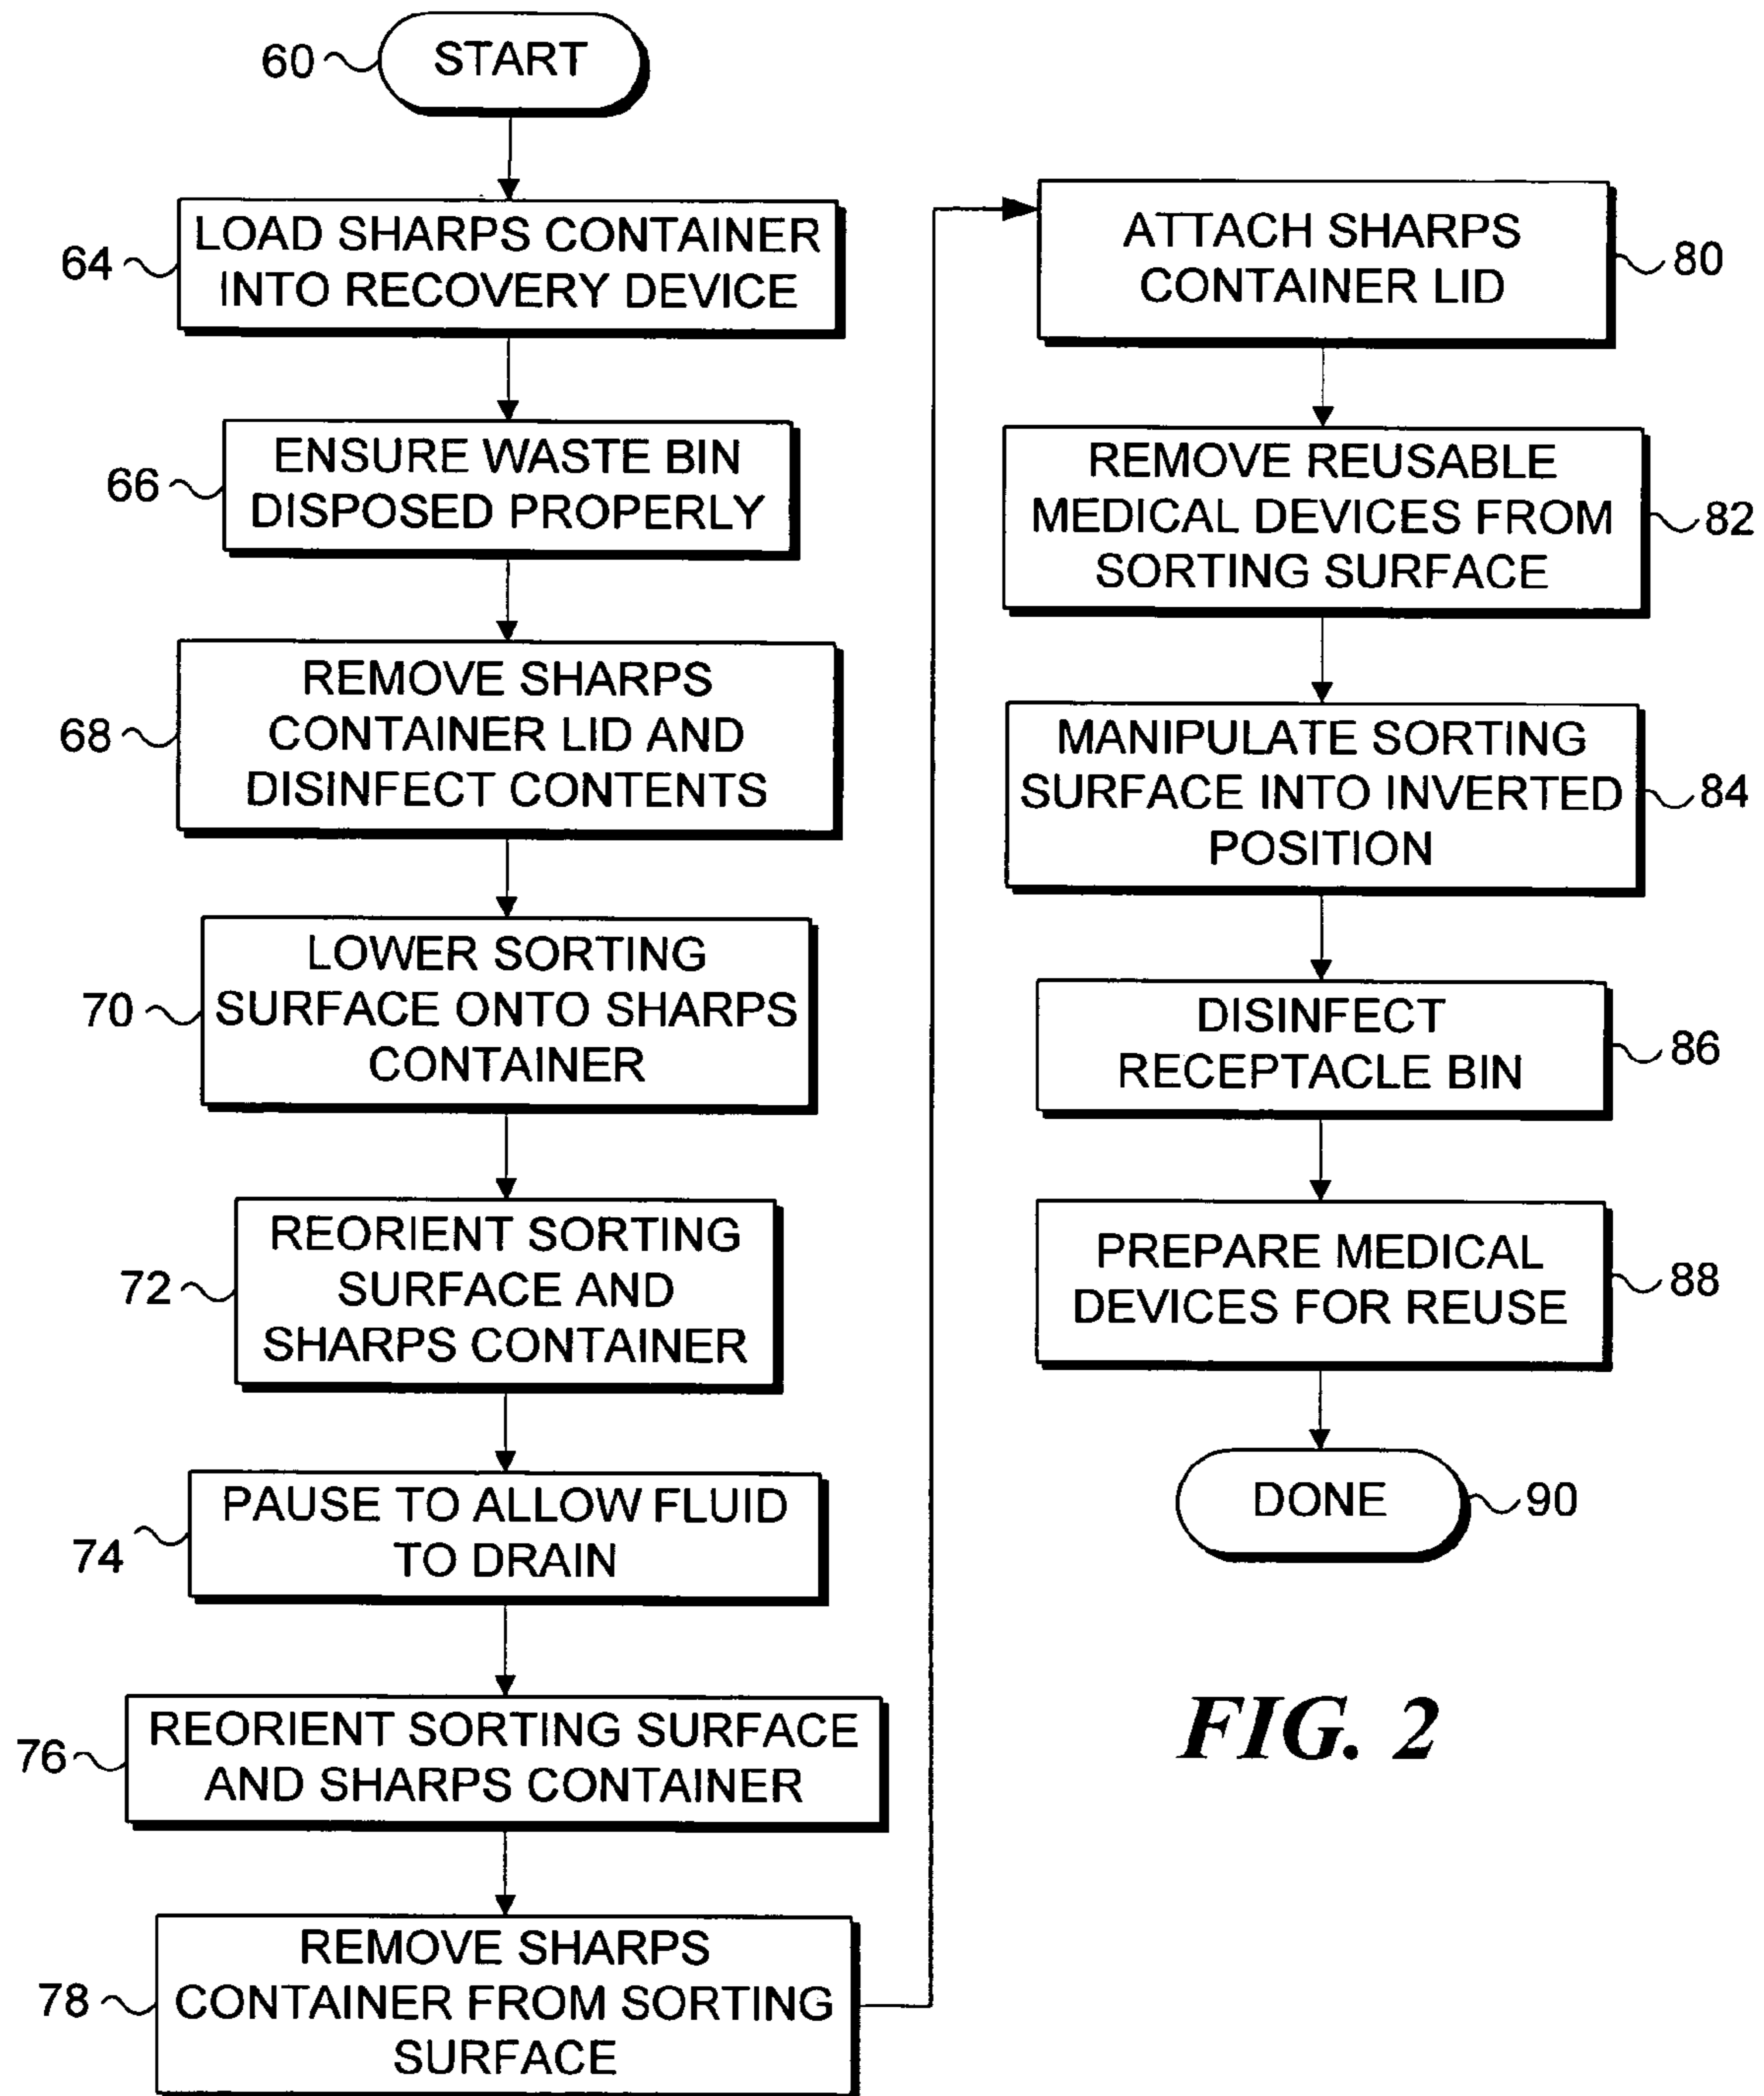 60
START
64
LOAD SHARPS CONTAINER
INTO RECOVERY DEVICE
66
ENSURE WASTE BIN
DISPOSED PROPERLY
68
REMOVE SHARPS
CONTAINER LID AND
DISINFECT CONTENTS
70
LOWER SORTING
SURFACE ONTO SHARPS
CONTAINER
72
REORIENT SORTING
SURFACE AND
SHARPS CONTAINER
74
PAUSE TO ALLOW FLUID
TO DRAIN
76
REORIENT SORTING SURFACE
AND SHARPS CONTAINER
78
REMOVE SHARPS
CONTAINER FROM SORTING
SURFACE
ATTACH SHARPS
CONTAINER LID
80
REMOVE REUSABLE
MEDICAL DEVICES FROM
SORTING SURFACE
82
MANIPULATE SORTING
SURFACE INTO INVERTED
POSITION
84
DISINFECT
RECEPTACLE BIN
86
PREPARE MEDICAL
DEVICES FOR REUSE
88
DONE
90
FIG. 2